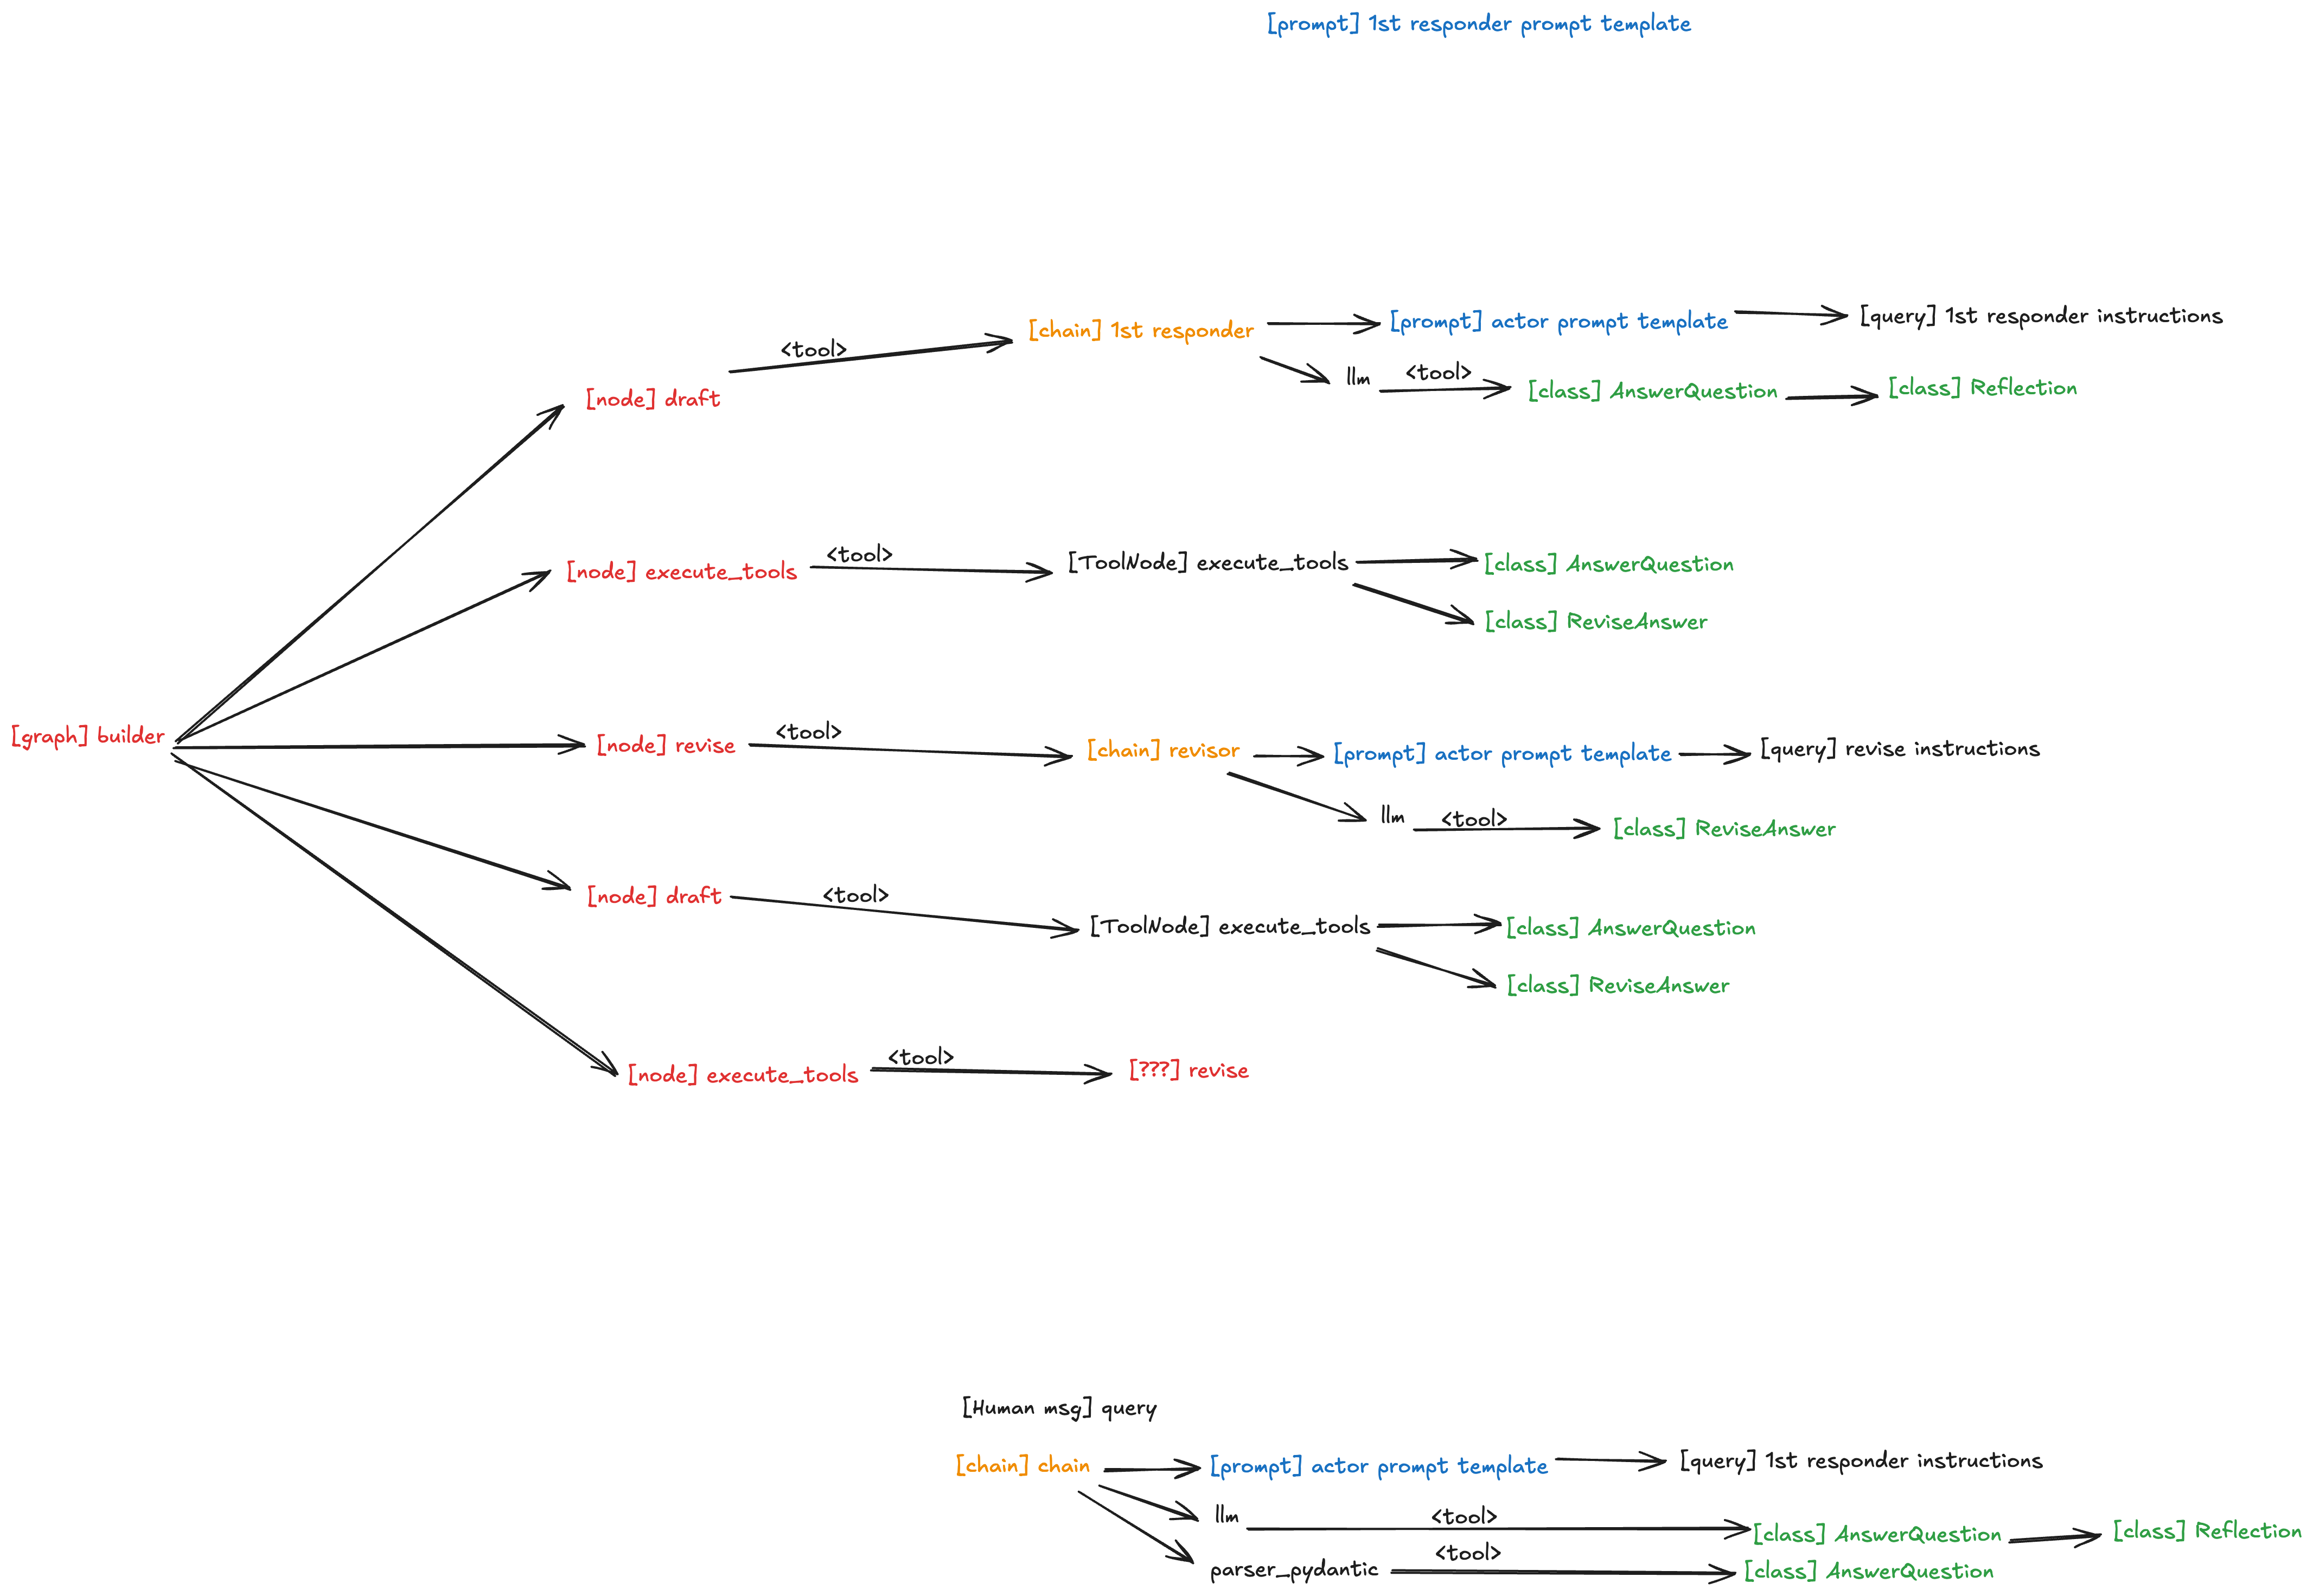 [prompt] 1st responder prompt template
[chain] 1st responder
[prompt] actor prompt template
[query] 1st responder instructions
<tool>
llm
<tool>
[class] AnswerQuestion
[class] Reflection
[node] draft
[node] execute_tools
<tool>
[ToolNode] execute_tools
[class] AnswerQuestion
[class] ReviseAnswer
[graph] builder
[node] revise
<tool>
[chain] revisor
[prompt] actor prompt template
[query] revise instructions
llm
<tool>
[class] ReviseAnswer
[node] draft
<tool>
[ToolNode] execute_tools
[class] AnswerQuestion
[class] ReviseAnswer
[node] execute_tools
<tool>
[???] revise
[Human msg] query
[chain] chain
[prompt] actor prompt template
[query] 1st responder instructions
llm
<tool>
[class] AnswerQuestion
[class] Reflection
parser_pydantic
<tool>
[class] AnswerQuestion